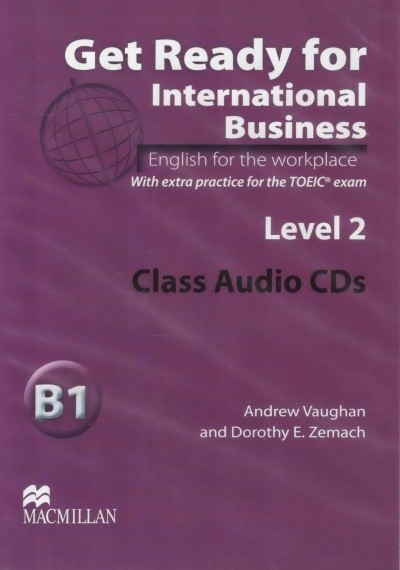 Get Ready for
International
Business
English for the workplace
With extra practice for the TOEIC® exam
Level 2
Class Audio CDs
B1
Andrew Vaughan
and Dorothy E. Zemach
MACMILLAN